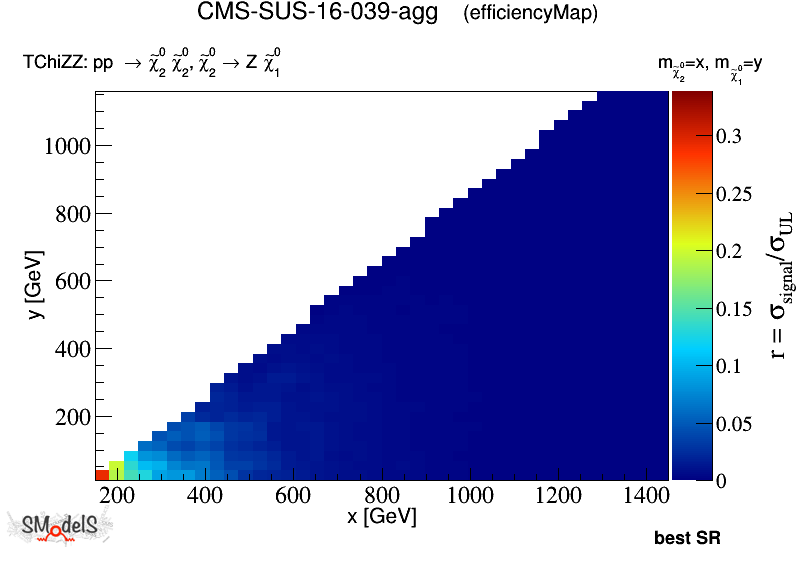 CMS-SUS-16-039-agg (efficiencyMap)
TChiZZ: pp → χ̃⁰₂ χ̃⁰₂, χ̃⁰₂ → Z χ̃⁰₁
m_χ̃⁰₂=x, m_χ̃⁰₁=y
1000
800
600
400
200
y [GeV]
200 400 600 800 1000 1200 1400
x [GeV]
0.3
0.25
0.2
0.15
0.1
0.05
0
r = σ_signal/σ_UL
SModelS
best SR